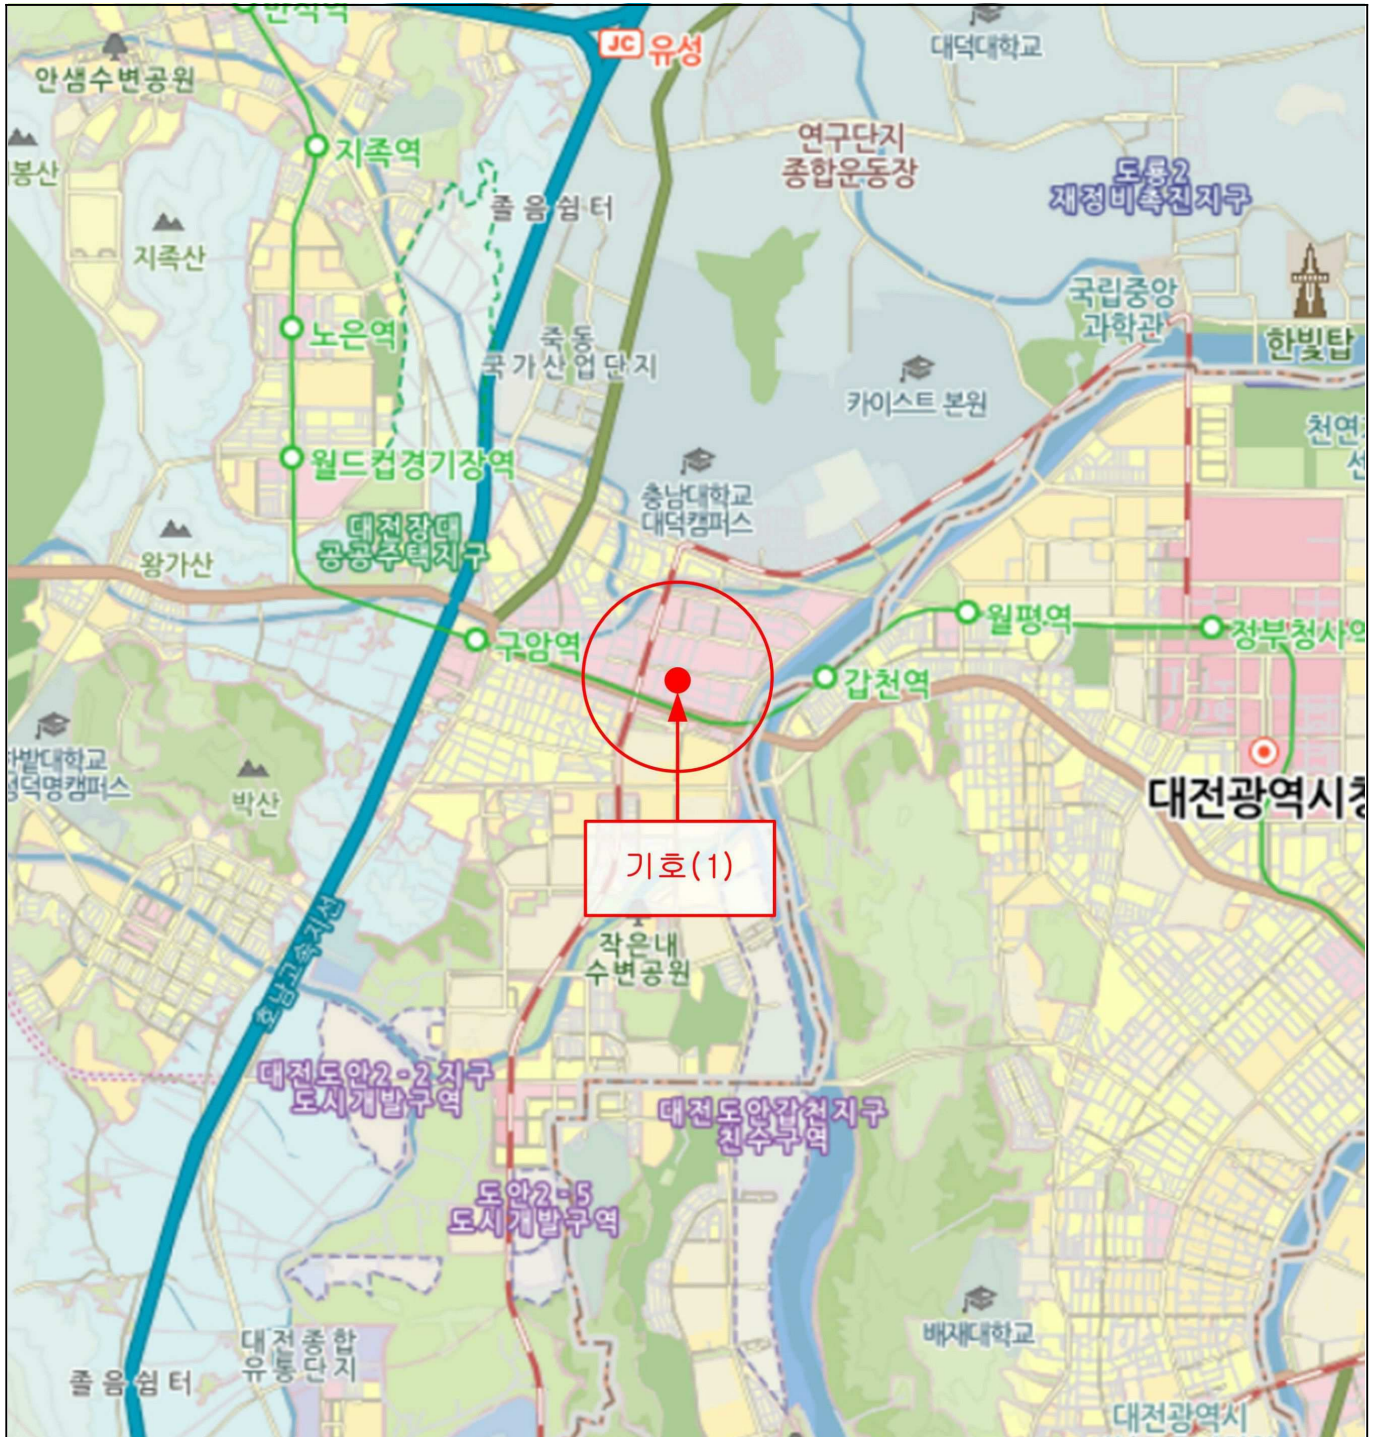 반석역
JC 유성
대덕대학교
안샘수변공원
지족역
연구단지
종합운동장
도룡2
재정비촉진지구
졸음쉼터
지족산
국립중앙
과학관
한빛탑
노은역
죽동
국가산업단지
카이스트 본원
월드컵경기장역
충남대학교
대덕캠퍼스
대전장대
공공주택지구
왕가산
월평역
정부청사역
구암역
갑천역
박산
대전광역시청
기호(1)
작은내
수변공원
호남고속지선
대전도안2-2지구
도시개발구역
대전도안갑천지구
친수구역
도안2-5
도시개발구역
대전종합
유통단지
졸음쉼터
배재대학교
대전광역시